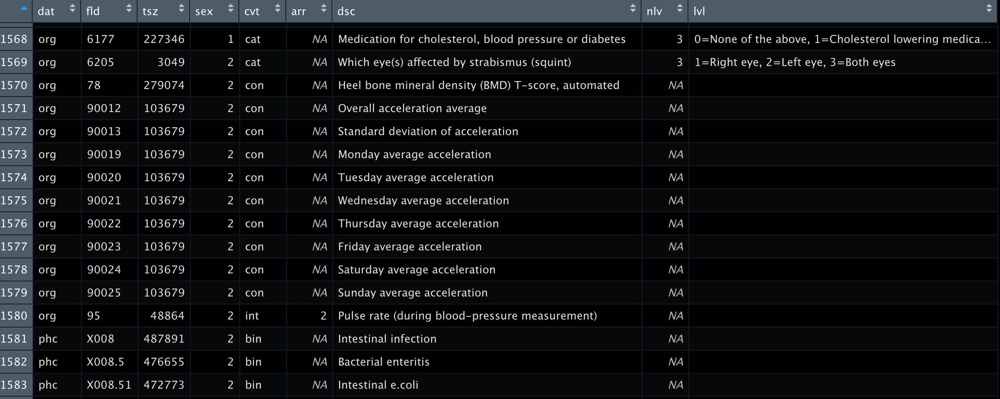 dat fld tsz sex cvt arr dsc nlv lvl
1568 org 6177 227346 1 cat NA Medication for cholesterol, blood pressure or diabetes 3 0=None of the above, 1=Cholesterol lowering medica...
1569 org 6205 3049 2 cat NA Which eye(s) affected by strabismus (squint) 3 1=Right eye, 2=Left eye, 3=Both eyes
1570 org 78 279074 2 con NA Heel bone mineral density (BMD) T-score, automated NA
1571 org 90012 103679 2 con NA Overall acceleration average NA
1572 org 90013 103679 2 con NA Standard deviation of acceleration NA
1573 org 90019 103679 2 con NA Monday average acceleration NA
1574 org 90020 103679 2 con NA Tuesday average acceleration NA
1575 org 90021 103679 2 con NA Wednesday average acceleration NA
1576 org 90022 103679 2 con NA Thursday average acceleration NA
1577 org 90023 103679 2 con NA Friday average acceleration NA
1578 org 90024 103679 2 con NA Saturday average acceleration NA
1579 org 90025 103679 2 con NA Sunday average acceleration NA
1580 org 95 48864 2 int 2 Pulse rate (during blood-pressure measurement) NA
1581 phc X008 487891 2 bin NA Intestinal infection NA
1582 phc X008.5 476655 2 bin NA Bacterial enteritis NA
1583 phc X008.51 472773 2 bin NA Intestinal e.coli NA